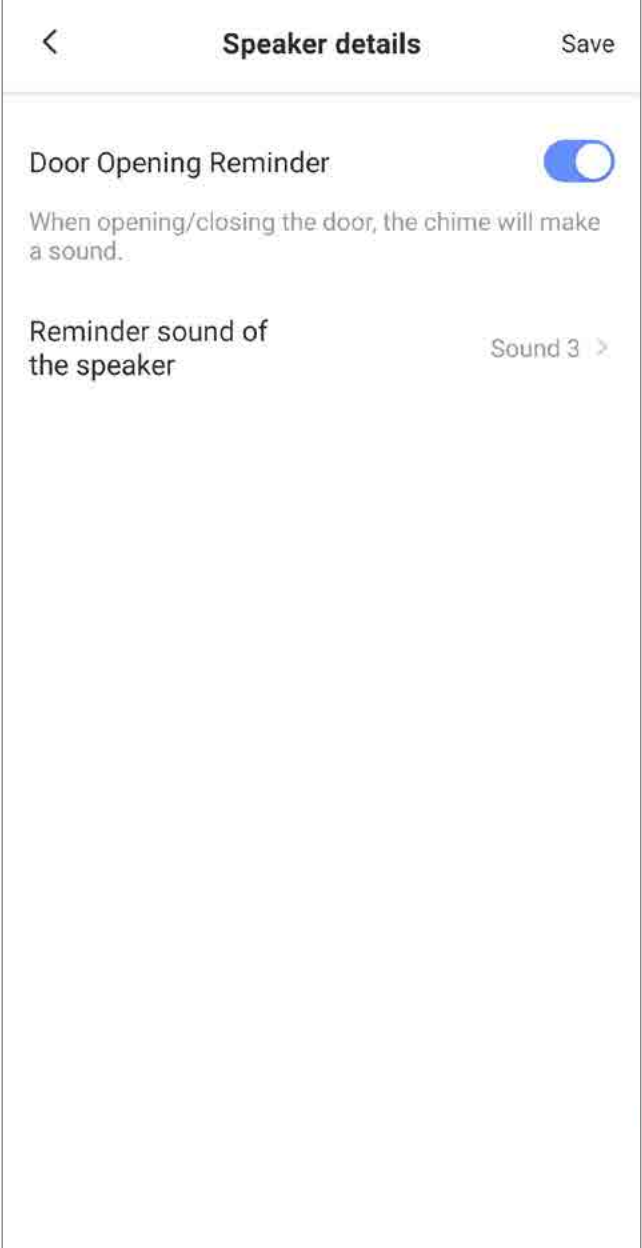 Speaker details
Save
Door Opening Reminder
When opening/closing the door, the chime will make
a sound.
Reminder sound of
the speaker
Sound 3